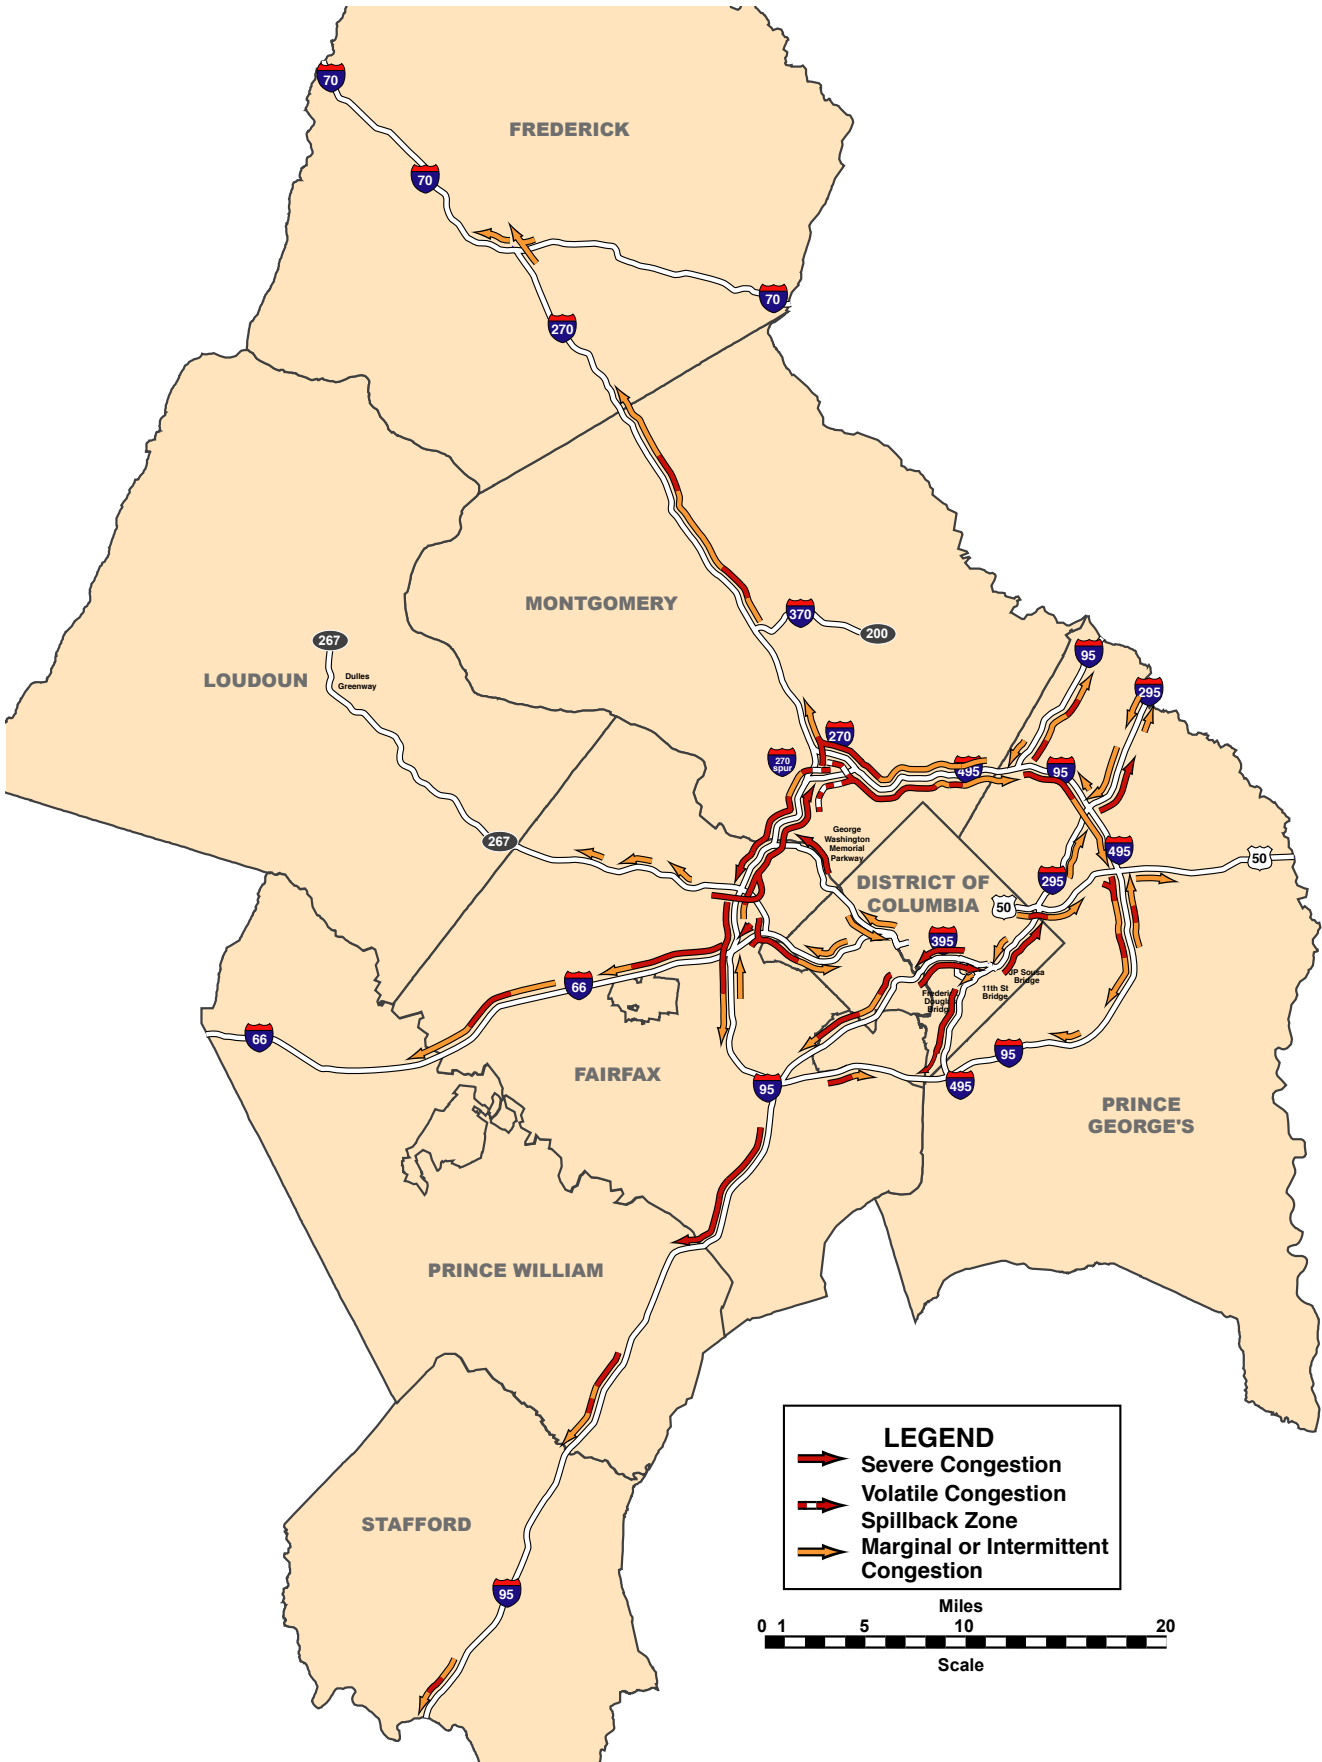 70
FREDERICK
70
70
270
MONTGOMERY
370
200
267
Dulles
Greenway
LOUDOUN
95
295
270
270
spur
495
95
George
Washington
Memorial
Parkway
267
495
50
DISTRICT OF
COLUMBIA
295
50
395
JP Sousa
Bridge
11th St
Bridge
Frederick
Douglas
Bridge
66
66
FAIRFAX
95
95
495
PRINCE
GEORGE'S
PRINCE WILLIAM
STAFFORD
95
LEGEND
Severe Congestion
Volatile Congestion
Spillback Zone
Marginal or Intermittent
Congestion
Miles
0 1 5 10 20
Scale